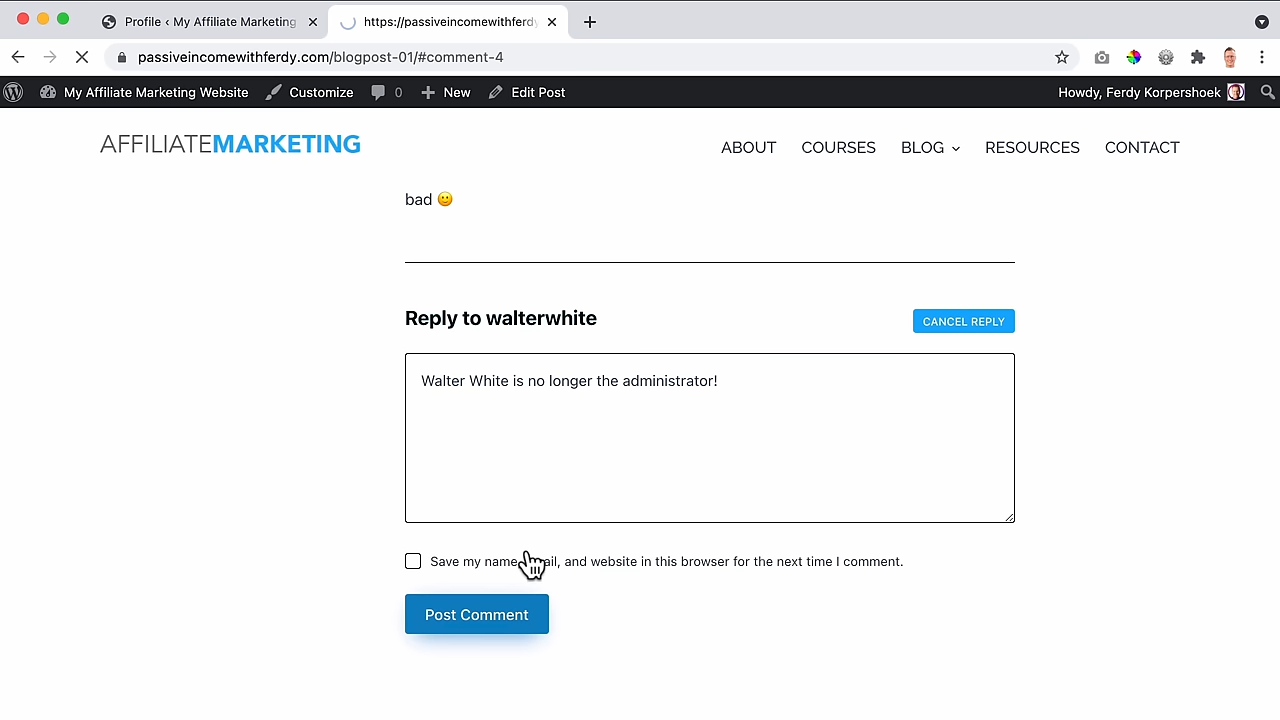 Profile ‹ My Affiliate Marketing
https://passiveincomewithferdy
passiveincomewithferdy.com/blogpost-01/#comment-4
My Affiliate Marketing Website
Customize
0
New
Edit Post
Howdy, Ferdy Korpershoek
AFFILIATEMARKETING
ABOUT
COURSES
BLOG
RESOURCES
CONTACT
bad 🙂
Reply to walterwhite
CANCEL REPLY
Walter White is no longer the administrator!
Save my name, email, and website in this browser for the next time I comment.
Post Comment